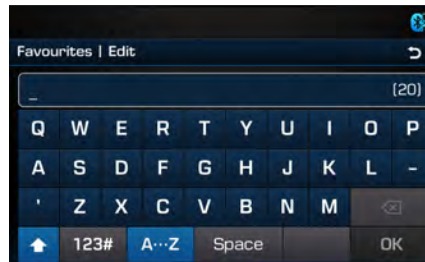 Favourites | Edit
_ (20)
Q W E R T Y U I O P
A S D F G H J K L -
' Z X C V B N M
123# A···Z Space OK